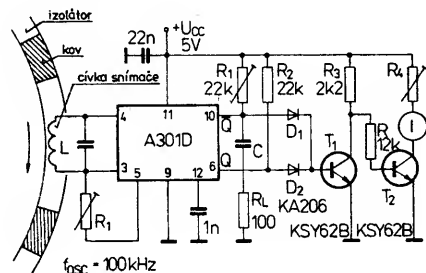 izolátor
kov
cívka snímače
22n
+Ucc
5V
R1
22k
R2
22k
R3
2k2
R4
11
4
10
Q
A301D
L
C
D1
T1
I
R
12k
3
5
9
12
6
Q
D2
KA206
T2
R1
1n
RL
100
KSY62B
KSY62B
fosc = 100kHz